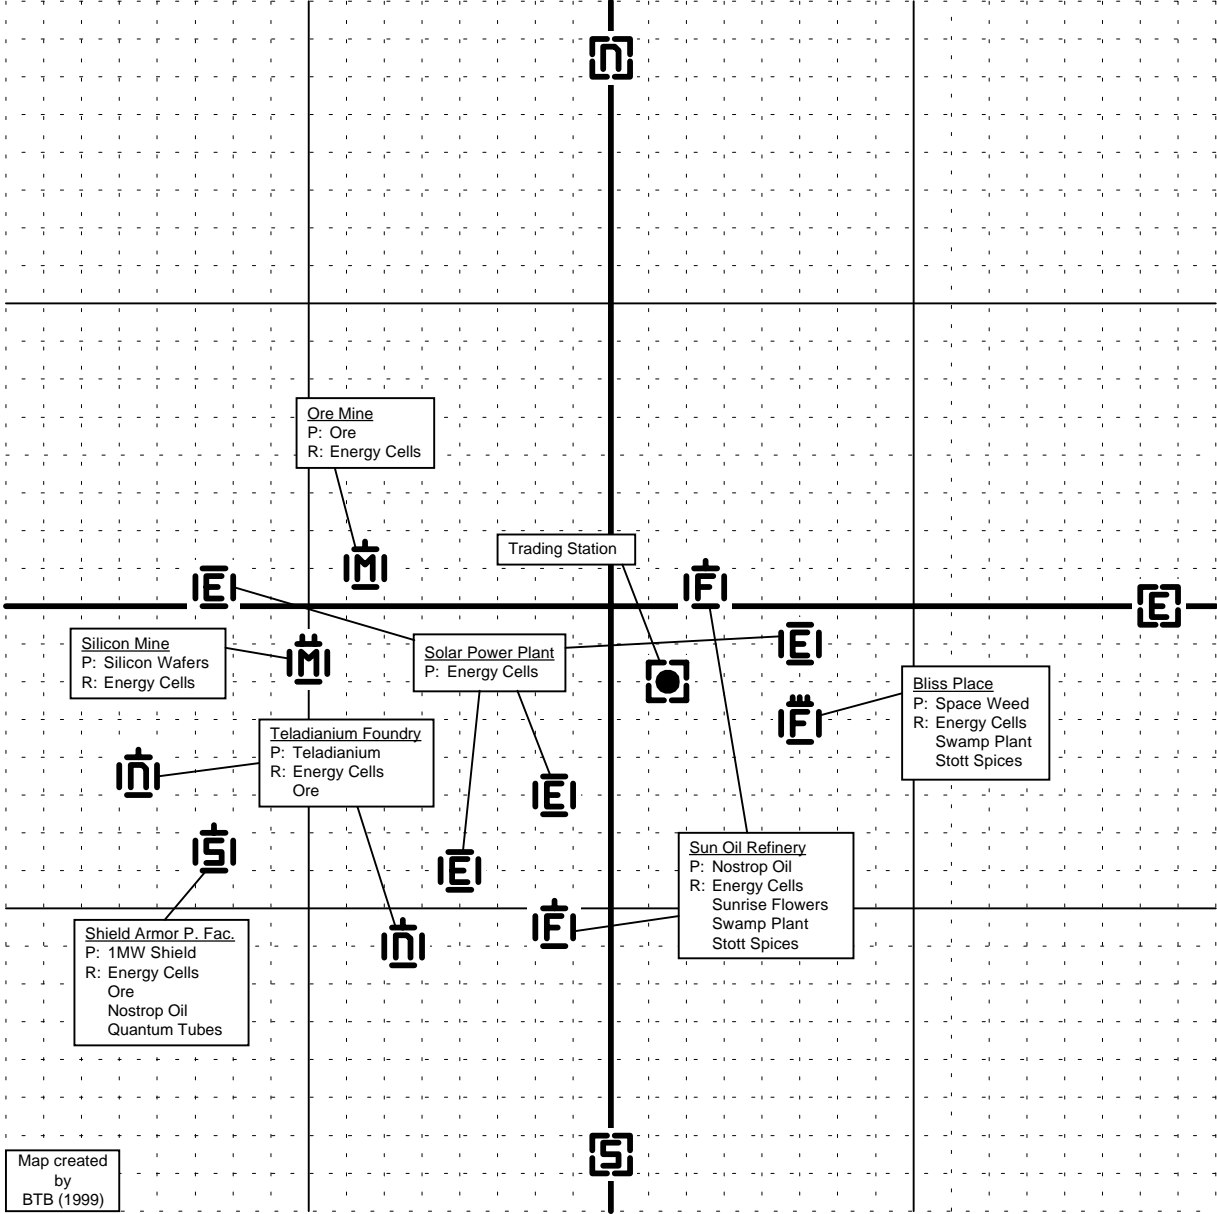 n
Ore Mine
P: Ore
R: Energy Cells
M
Trading Station
E
F
E
Silicon Mine
P: Silicon Wafers
R: Energy Cells
M
Solar Power Plant
P: Energy Cells
E
Bliss Place
P: Space Weed
R: Energy Cells
Swamp Plant
Stott Spices
F
Teladianium Foundry
P: Teladianium
R: Energy Cells
Ore
n
E
S
E
Sun Oil Refinery
P: Nostrop Oil
R: Energy Cells
Sunrise Flowers
Swamp Plant
Stott Spices
F
n
Shield Armor P. Fac.
P: 1MW Shield
R: Energy Cells
Ore
Nostrop Oil
Quantum Tubes
S
Map created
by
BTB (1999)